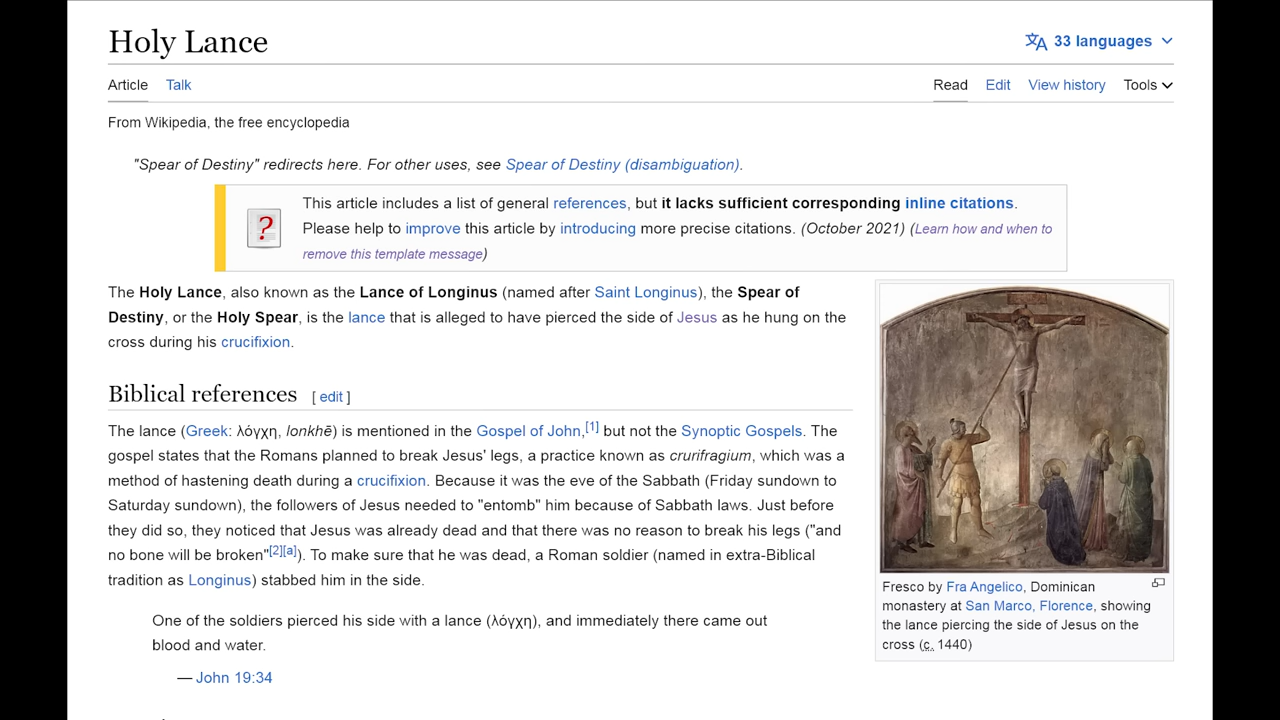 Holy Lance
33 languages
Article Talk Read Edit View history Tools
From Wikipedia, the free encyclopedia
"Spear of Destiny" redirects here. For other uses, see Spear of Destiny (disambiguation).
This article includes a list of general references, but it lacks sufficient corresponding inline citations.
Please help to improve this article by introducing more precise citations. (October 2021) (Learn how and when to
remove this template message)
The Holy Lance, also known as the Lance of Longinus (named after Saint Longinus), the Spear of
Destiny, or the Holy Spear, is the lance that is alleged to have pierced the side of Jesus as he hung on the
cross during his crucifixion.
Biblical references [ edit ]
The lance (Greek: λόγχη, lonkhē) is mentioned in the Gospel of John,[1] but not the Synoptic Gospels. The
gospel states that the Romans planned to break Jesus' legs, a practice known as crurifragium, which was a
method of hastening death during a crucifixion. Because it was the eve of the Sabbath (Friday sundown to
Saturday sundown), the followers of Jesus needed to "entomb" him because of Sabbath laws. Just before
they did so, they noticed that Jesus was already dead and that there was no reason to break his legs ("and
no bone will be broken"[2][a]). To make sure that he was dead, a Roman soldier (named in extra-Biblical
tradition as Longinus) stabbed him in the side.
One of the soldiers pierced his side with a lance (λόγχη), and immediately there came out
blood and water.
— John 19:34
Fresco by Fra Angelico, Dominican
monastery at San Marco, Florence, showing
the lance piercing the side of Jesus on the
cross (c. 1440)